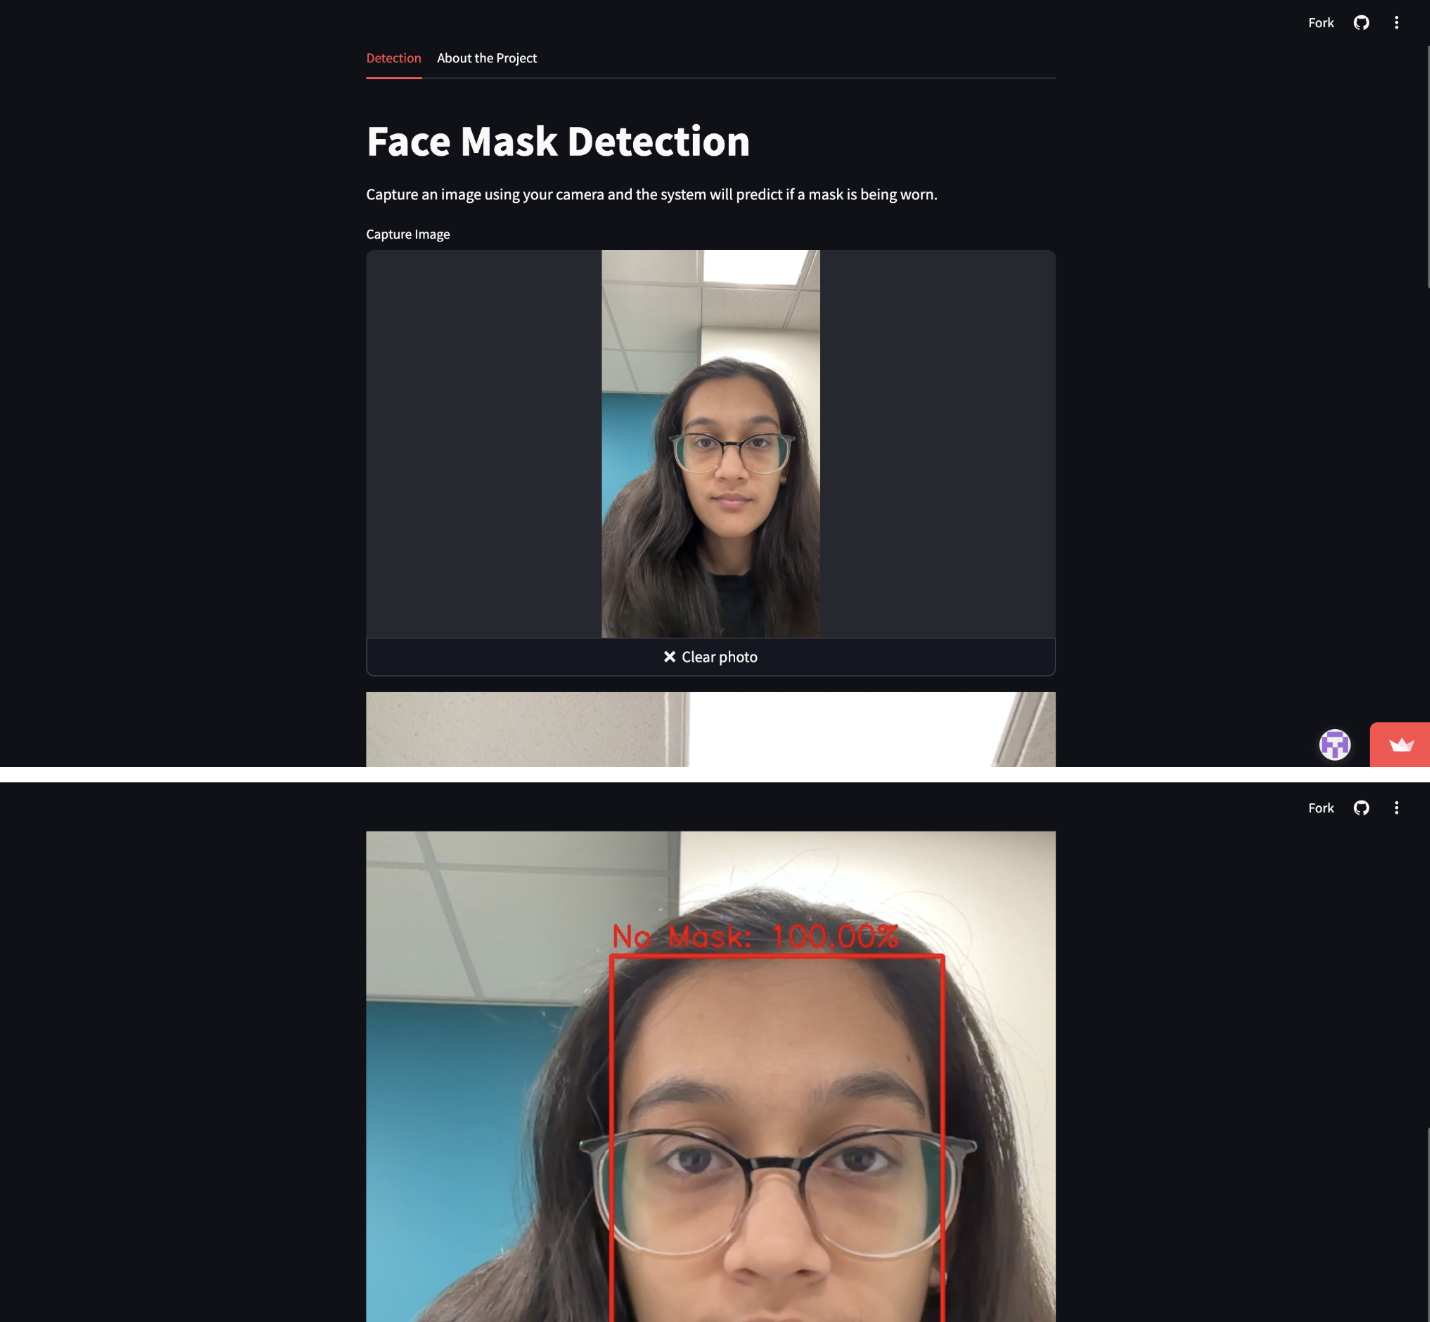 Fork
Detection About the Project
Face Mask Detection
Capture an image using your camera and the system will predict if a mask is being worn.
Capture Image
Clear photo
Fork
No Mask: 100.00%